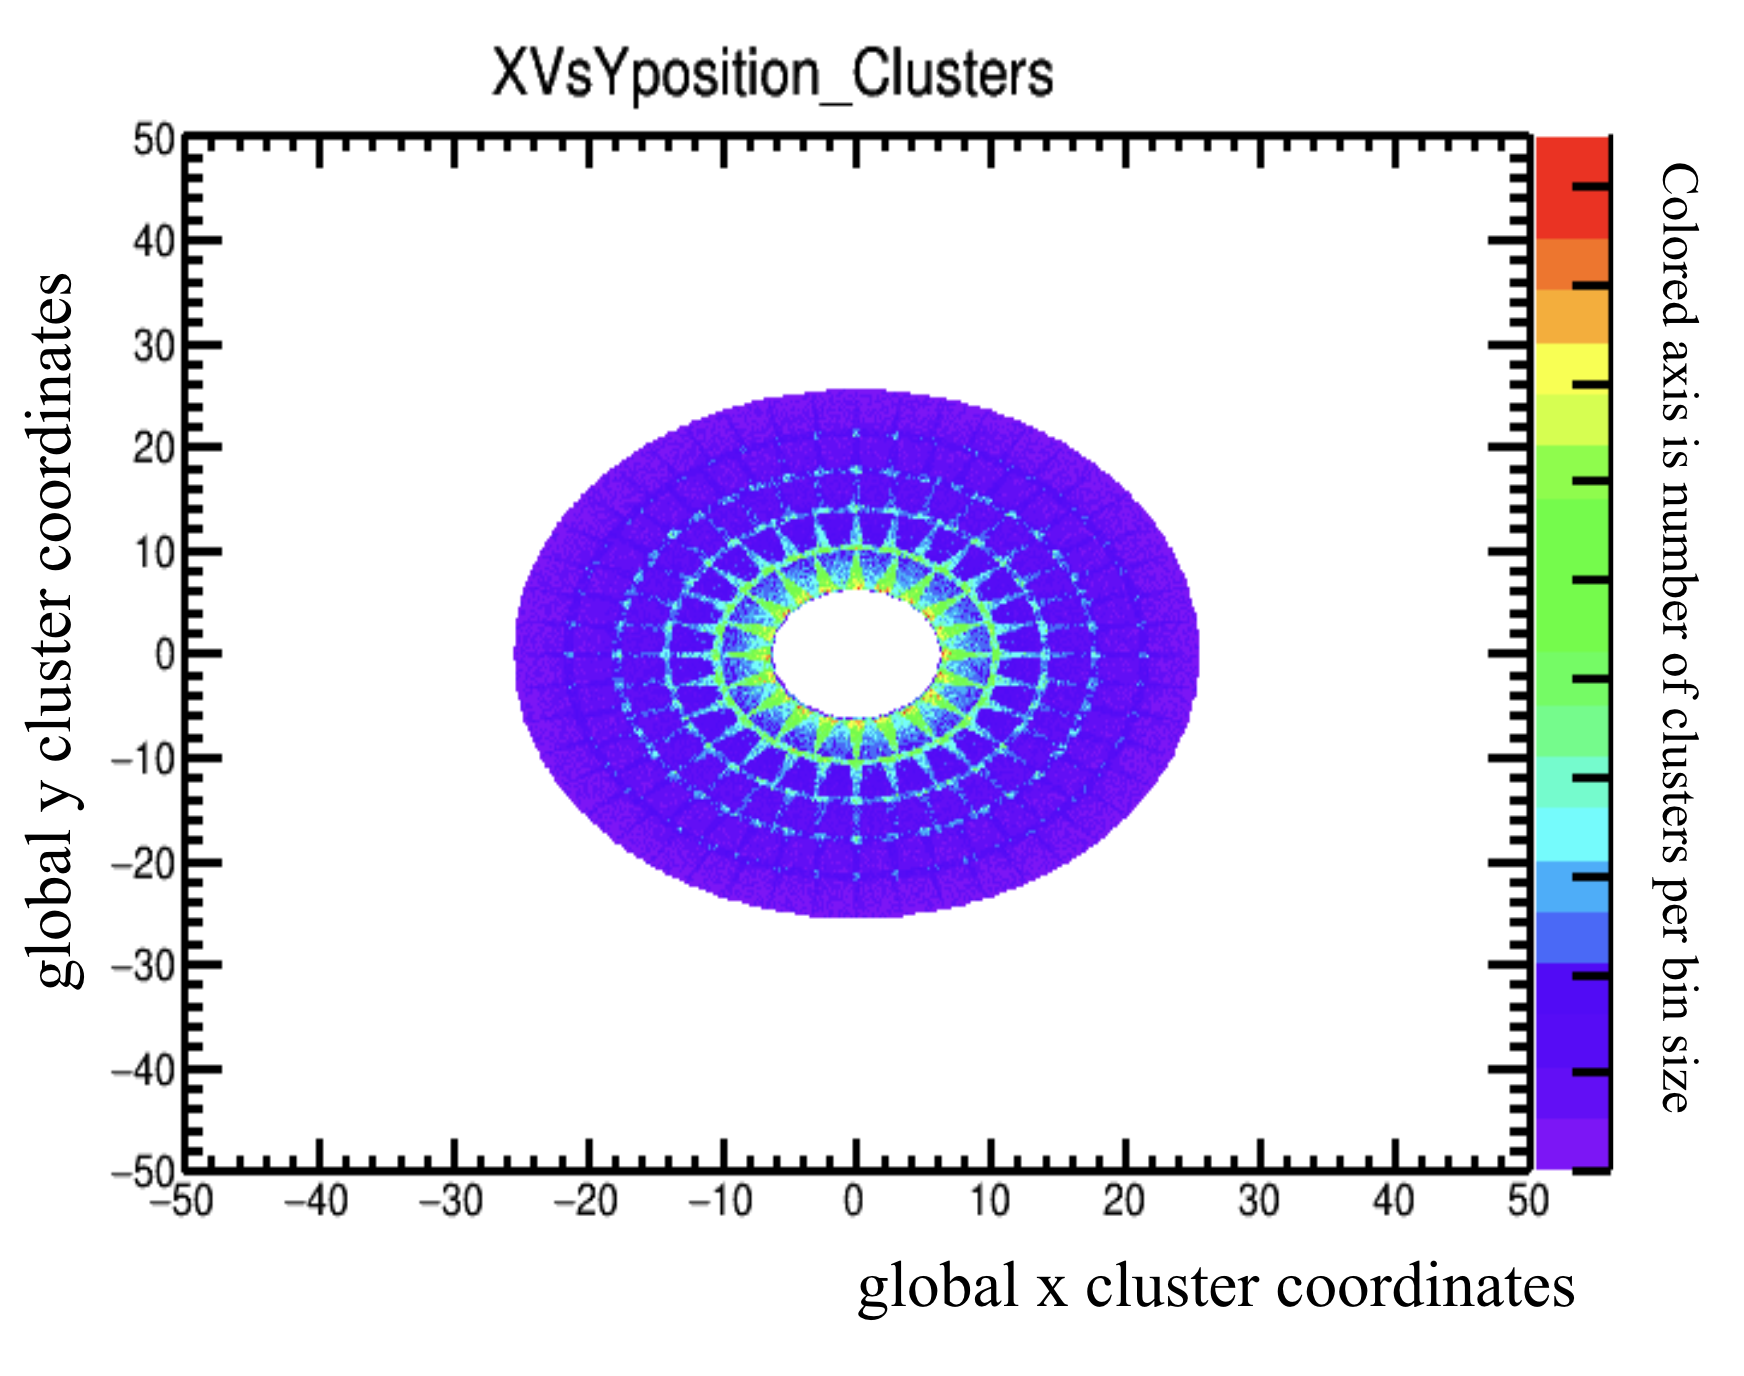 XVsYposition_Clusters
50
40
30
20
10
0
−10
−20
−30
−40
−50
−50 −40 −30 −20 −10 0 10 20 30 40 50
global x cluster coordinates
global y cluster coordinates
Colored axis is number of clusters per bin size